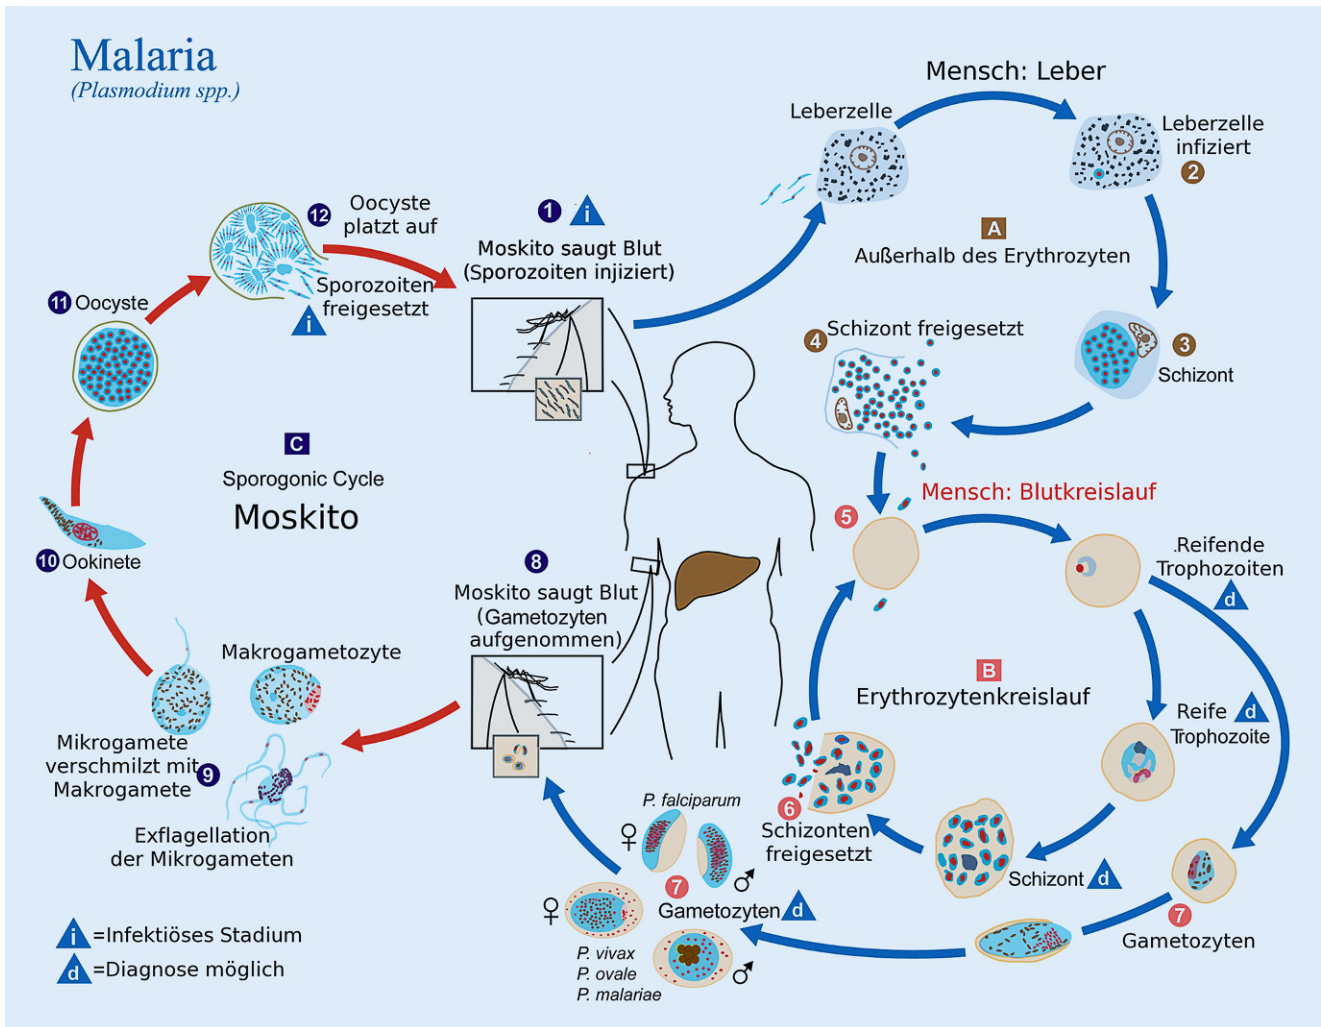 Malaria
(Plasmodium spp.)
Mensch: Leber
Leberzelle
Leberzelle
infiziert
2
12
Oocyste
platzt auf
1 i
Moskito saugt Blut
(Sporozoiten injiziert)
A
Außerhalb des Erythrozyten
Sporozoiten
freigesetzt
i
11 Oocyste
4
Schizont freigesetzt
3
Schizont
C
Sporogonic Cycle
Moskito
Mensch: Blutkreislauf
5
.Reifende
Trophozoiten
d
10 Ookinete
8
Moskito saugt Blut
(Gametozyten
aufgenommen)
Makrogametozyte
B
Erythrozytenkreislauf
Reife d
Trophozoite
Mikrogamete
verschmilzt mit
Makrogamete 9
Exflagellation
der Mikrogameten
6
Schizonten
freigesetzt
P. falciparum
♀
♂
7
Gametozyten d
♀
♂
P. vivax
P. ovale
P. malariae
Schizont d
7
Gametozyten
i =Infektiöses Stadium
d =Diagnose möglich